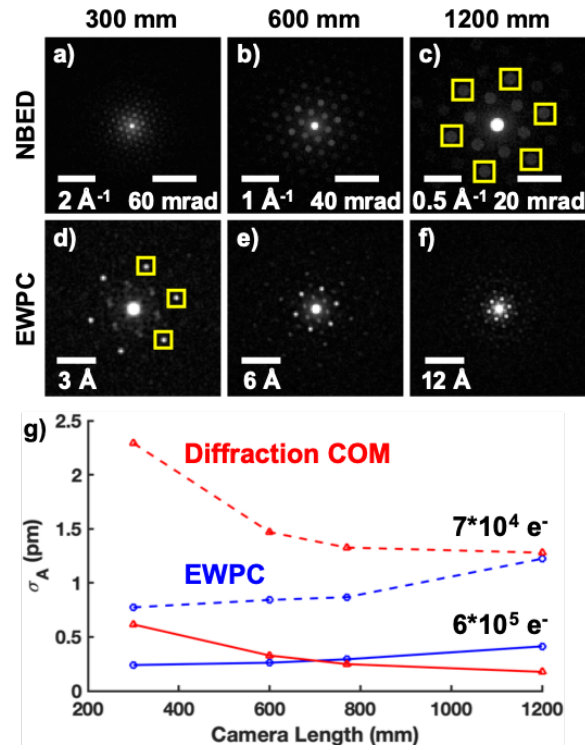 300 mm 600 mm 1200 mm
NBED
a) b) c)
2 Å⁻¹ 60 mrad 1 Å⁻¹ 40 mrad 0.5 Å⁻¹ 20 mrad
EWPC
d) e) f)
3 Å 6 Å 12 Å
g)
Diffraction COM
7*10⁴ e⁻
EWPC
6*10⁵ e⁻
σ_A (pm)
2.5
2
1.5
1
0.5
0
200 400 600 800 1000 1200
Camera Length (mm)